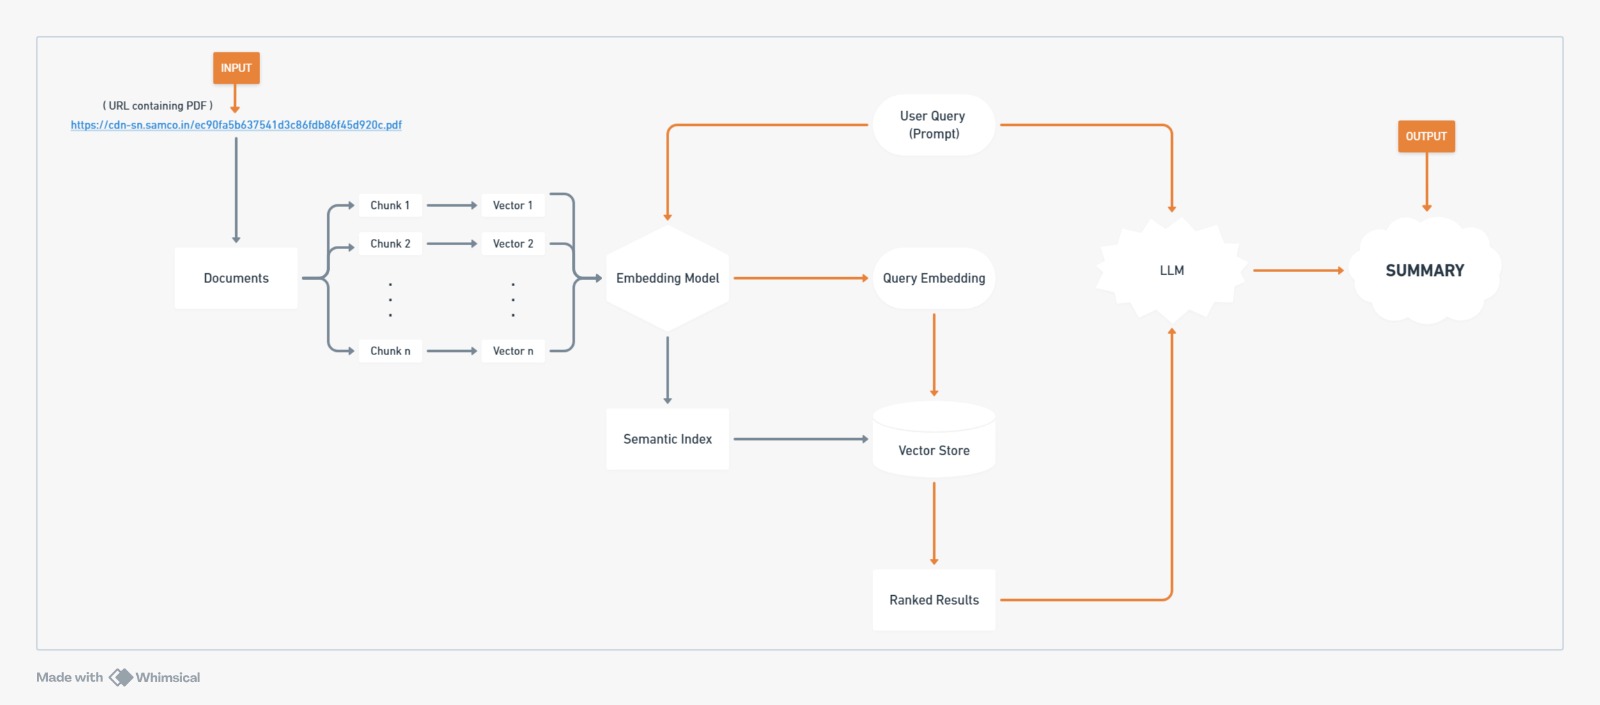 INPUT
( URL containing PDF )
https://cdn-sn.samco.in/ec90fa5b637541d3c86fdb86f45d920c.pdf
User Query
(Prompt)
OUTPUT
Chunk 1
Vector 1
Chunk 2
Vector 2
Documents
Embedding Model
Query Embedding
LLM
SUMMARY
Chunk n
Vector n
Semantic Index
Vector Store
Ranked Results
Made with Whimsical